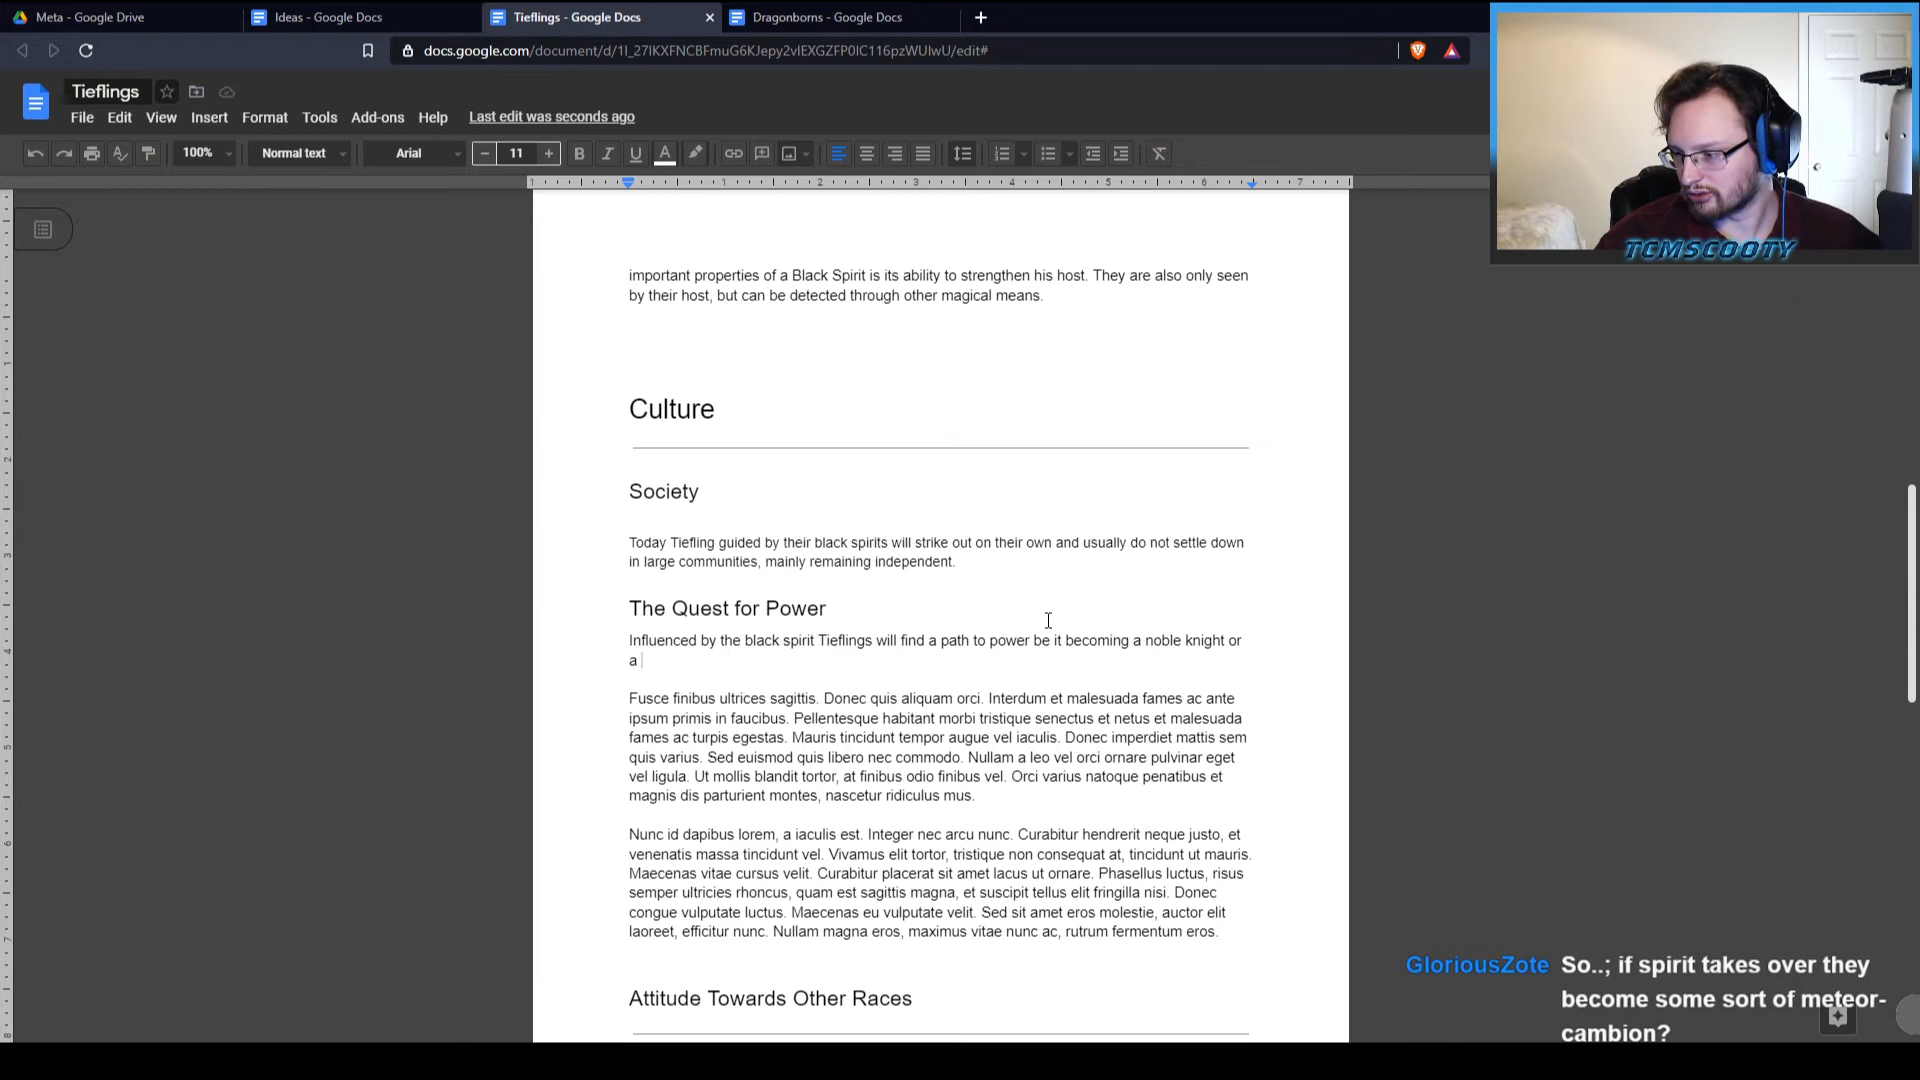 Meta - Google Drive
Ideas - Google Docs
Tieflings - Google Docs
Dragonborns - Google Docs
docs.google.com/document/d/1I_27IKXFNCBFmuG6KJepy2vIEXGZFP0IC116pzWUIwU/edit#
Tieflings
File Edit View Insert Format Tools Add-ons Help Last edit was seconds ago
100% Normal text Arial 11
1 1 2 3 4 5 6 7
TCMSCOOTY
important properties of a Black Spirit is its ability to strengthen his host. They are also only seen
by their host, but can be detected through other magical means.
Culture
Society
Today Tiefling guided by their black spirits will strike out on their own and usually do not settle down
in large communities, mainly remaining independent.
The Quest for Power
Influenced by the black spirit Tieflings will find a path to power be it becoming a noble knight or
a
Fusce finibus ultrices sagittis. Donec quis aliquam orci. Interdum et malesuada fames ac ante
ipsum primis in faucibus. Pellentesque habitant morbi tristique senectus et netus et malesuada
fames ac turpis egestas. Mauris tincidunt tempor augue vel iaculis. Donec imperdiet mattis sem
quis varius. Sed euismod quis libero nec commodo. Nullam a leo vel orci ornare pulvinar eget
vel ligula. Ut mollis blandit tortor, at finibus odio finibus vel. Orci varius natoque penatibus et
magnis dis parturient montes, nascetur ridiculus mus.
Nunc id dapibus lorem, a iaculis est. Integer nec arcu nunc. Curabitur hendrerit neque justo, et
venenatis massa tincidunt vel. Vivamus elit tortor, tristique non consequat at, tincidunt ut mauris.
Maecenas vitae cursus velit. Curabitur placerat sit amet lacus ut ornare. Phasellus luctus, risus
semper ultricies rhoncus, quam est sagittis magna, et suscipit tellus elit fringilla nisi. Donec
congue vulputate luctus. Maecenas eu vulputate velit. Sed sit amet eros molestie, auctor elit
laoreet, efficitur nunc. Nullam magna eros, maximus vitae nunc ac, rutrum fermentum eros.
Attitude Towards Other Races
GloriousZote So..; if spirit takes over they
become some sort of meteor-
cambion?